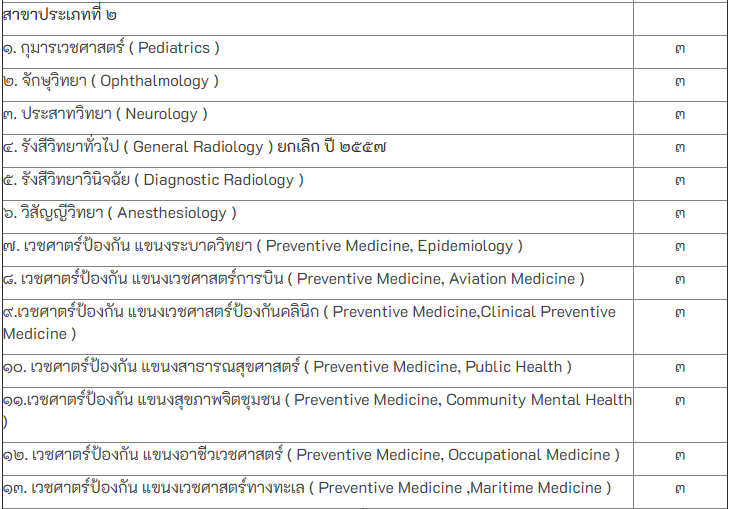 สาขาประเภทที่ ๒
๑. กุมารเวชศาสตร์ ( Pediatrics ) ๓
๒. จักษุวิทยา ( Ophthalmology ) ๓
๓. ประสาทวิทยา ( Neurology ) ๓
๔. รังสีวิทยาทั่วไป ( General Radiology ) ยกเลิก ปี ๒๕๕๗ ๓
๕. รังสีวิทยาวินิจฉัย ( Diagnostic Radiology ) ๓
๖. วิสัญญีวิทยา ( Anesthesiology ) ๓
๗. เวชศาตร์ป้องกัน แขนงระบาดวิทยา ( Preventive Medicine, Epidemiology ) ๓
๘. เวชศาตร์ป้องกัน แขนงเวชศาสตร์การบิน ( Preventive Medicine, Aviation Medicine ) ๓
๙.เวชศาตร์ป้องกัน แขนงเวชศาสตร์ป้องกันคลินิก ( Preventive Medicine,Clinical Preventive ๓
Medicine )
๑๐. เวชศาตร์ป้องกัน แขนงสาธารณสุขศาสตร์ ( Preventive Medicine, Public Health ) ๓
๑๑.เวชศาตร์ป้องกัน แขนงสุขภาพจิตชุมชน ( Preventive Medicine, Community Mental Health ๓
)
๑๒. เวชศาตร์ป้องกัน แขนงอาชีวเวชศาสตร์ ( Preventive Medicine, Occupational Medicine ) ๓
๑๓. เวชศาตร์ป้องกัน แขนงเวชศาสตร์ทางทะเล ( Preventive Medicine ,Maritime Medicine ) ๓